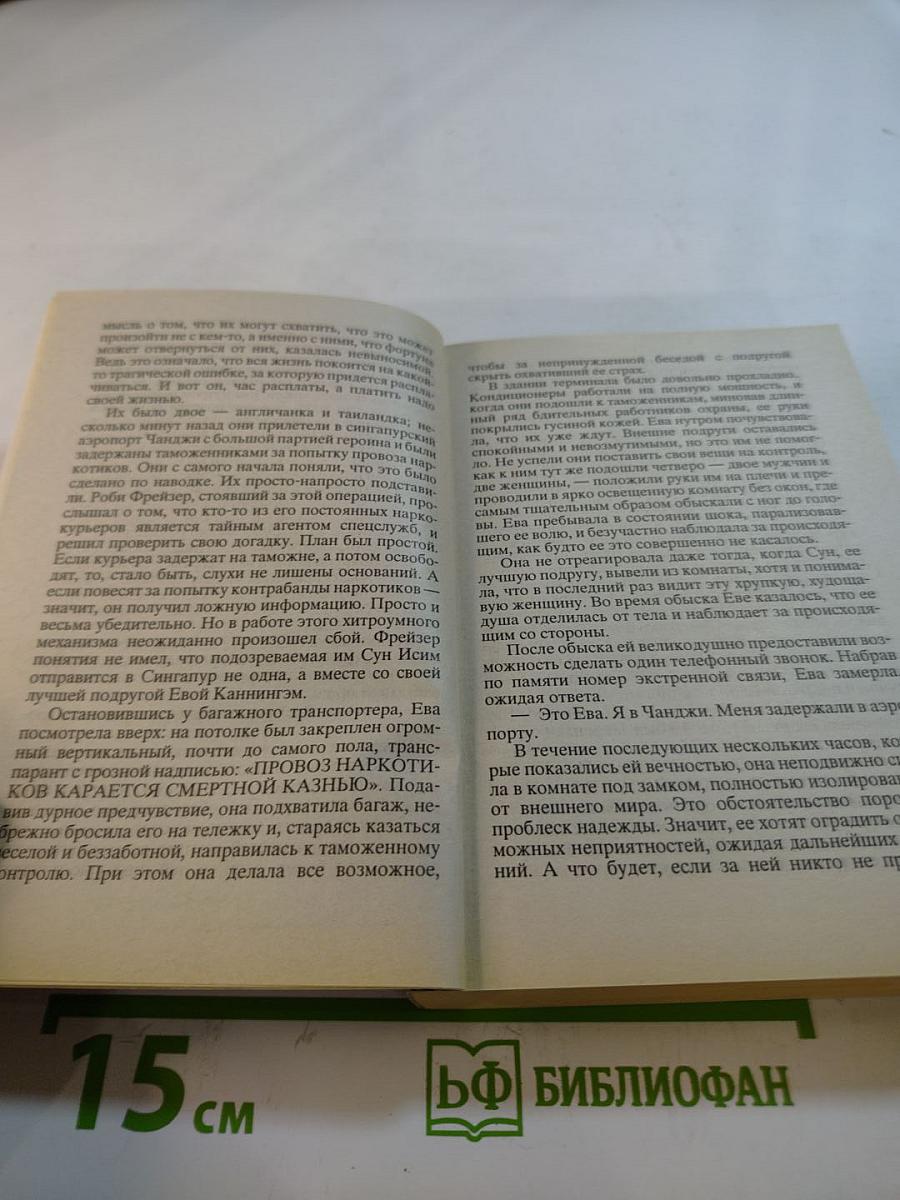 мысль о том, что их могут схватить, что это может
произойти не с кем-то, а именно с ними, что фортуна
может отвернуться от них, казалась невыносимой.
Ведь это означало, что вся жизнь покоится на какой-
то трагической ошибке, за которую придется распла-
чиваться. И вот он, час расплаты, а платить надо
своей жизнью.
Их было двое — англичанка и таиландка; не-
сколько минут назад они прилетели в сингапурский
аэропорт Чанджи с большой партией героина и были
задержаны таможенниками за попытку провоза нар-
котиков. Они с самого начала поняли, что это было
сделано по наводке. Их просто-напросто подстави-
ли. Роби Фрейзер, стоявший за этой операцией, про-
слышал о том, что кто-то из его постоянных нарко-
курьеров является тайным агентом спецслужб, и
решил проверить свою догадку. План был простой.
Если курьера задержат на таможне, а потом освобо-
дят, то, стало быть, слухи не лишены оснований. А
если повесят за попытку контрабанды наркотиков —
значит, он получил ложную информацию. Просто и
весьма убедительно. Но в работе этого хитроумного
механизма неожиданно произошел сбой. Фрейзер
понятия не имел, что подозреваемая им Сун Исим
отправится в Сингапур не одна, а вместе со своей
лучшей подругой Евой Каннингэм.
Остановившись у багажного транспортера, Ева
посмотрела вверх: на потолке был закреплен огром-
ный вертикальный, почти до самого пола, транс-
парант с грозной надписью: «ПРОВОЗ НАРКОТИ-
КОВ КАРАЕТСЯ СМЕРТНОЙ КАЗНЬЮ». Пода-
вив дурное предчувствие, она подхватила багаж, не-
брежно бросила его на тележку и, стараясь казаться
еселой и беззаботной, направилась к таможенному
онтролю. При этом она делала все возможное,
чтобы за непринужденной беседой с подругой
скрыть охвативший ее страх.
В здании терминала было довольно прохладно.
Кондиционеры работали на полную мощность, и
когда они подошли к таможенникам, миновав длин-
ный ряд бдительных работников охраны, ее руки
покрылись гусиной кожей. Ева нутром почувствова-
ла, что их уже ждут. Внешне подруги оставались
спокойными и невозмутимыми, но это им не помог-
ло. Не успели они поставить свои вещи на контроль,
как к ним тут же подошли четверо — двое мужчин и
две женщины, — положили руки им на плечи и пре-
проводили в ярко освещенную комнату без окон, где
самым тщательным образом обыскали с ног до голо-
вы. Ева пребывала в состоянии шока, парализовав-
шего ее волю, и безучастно наблюдала за происходя-
щим, как будто ее это совершенно не касалось.
Она не отреагировала даже тогда, когда Сун, ее
лучшую подругу, вывели из комнаты, хотя и понима-
ла, что в последний раз видит эту хрупкую, худоща-
вую женщину. Во время обыска Еве казалось, что ее
душа отделилась от тела и наблюдает за происходя-
щим со стороны.
После обыска ей великодушно предоставили воз-
можность сделать один телефонный звонок. Набрав
по памяти номер экстренной связи, Ева замерла,
ожидая ответа.
— Это Ева. Я в Чанджи. Меня задержали в аэро
порту.
В течение последующих нескольких часов, ко
рые показались ей вечностью, она неподвижно си
ла в комнате под замком, полностью изолирован
от внешнего мира. Это обстоятельство поро
проблеск надежды. Значит, ее хотят оградить о
можных неприятностей, ожидая дальнейших
ний. А что будет, если за ней никто не пр
15 см
БФ БИБЛИОФАН